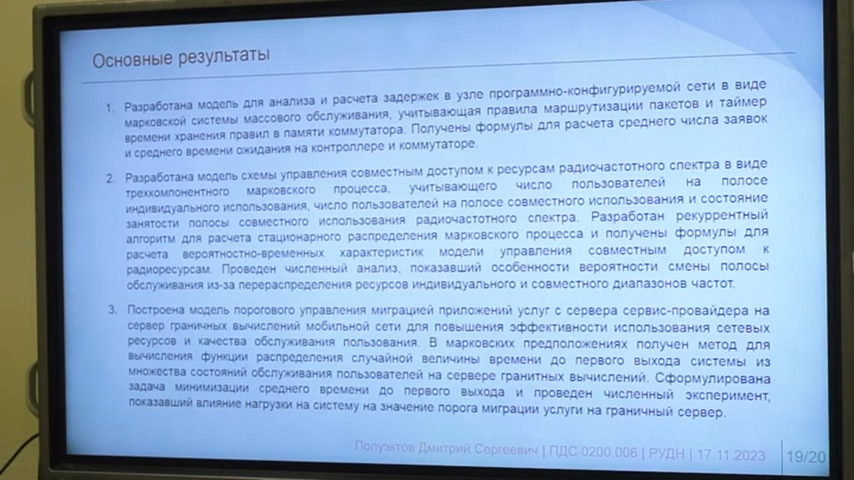 Основные результаты
1. Разработана модель для анализа и расчета задержек в узле программно-конфигурируемой сети в виде
марковской системы массового обслуживания, учитывающая правила маршрутизации пакетов и таймер
времени хранения правил в памяти коммутатора. Получены формулы для расчета среднего числа заявок
и среднего времени ожидания на контроллере и коммутаторе.
2. Разработана модель схемы управления совместным доступом к ресурсам радиочастотного спектра в виде
трехкомпонентного марковского процесса, учитывающего число пользователей на полосе
индивидуального использования, число пользователей на полосе совместного использования и состояние
занятости полосы совместного использования радиочастотного спектра. Разработан рекуррентный
алгоритм для расчета стационарного распределения марковского процесса и получены формулы для
расчета вероятностно-временных характеристик модели управления совместным доступом к
радиоресурсам. Проведен численный анализ, показавший особенности вероятности смены полосы
обслуживания из-за перераспределения ресурсов индивидуального и совместного диапазонов частот.
3. Построена модель порогового управления миграцией приложений услуг с сервера сервис-провайдера на
сервер граничных вычислений мобильной сети для повышения эффективности использования сетевых
ресурсов и качества обслуживания пользования. В марковских предположениях получен метод для
вычисления функции распределения случайной величины времени до первого выхода системы из
множества состояний обслуживания пользователей на сервере гранитных вычислений. Сформулирована
задача минимизации среднего времени до первого выхода и проведен численный эксперимент,
показавший влияние нагрузки на систему на значение порога миграции услуги на граничный сервер.
Полуэктов Дмитрий Сергеевич | ПДС 0200.006 | РУДН | 17.11.2023 19/20